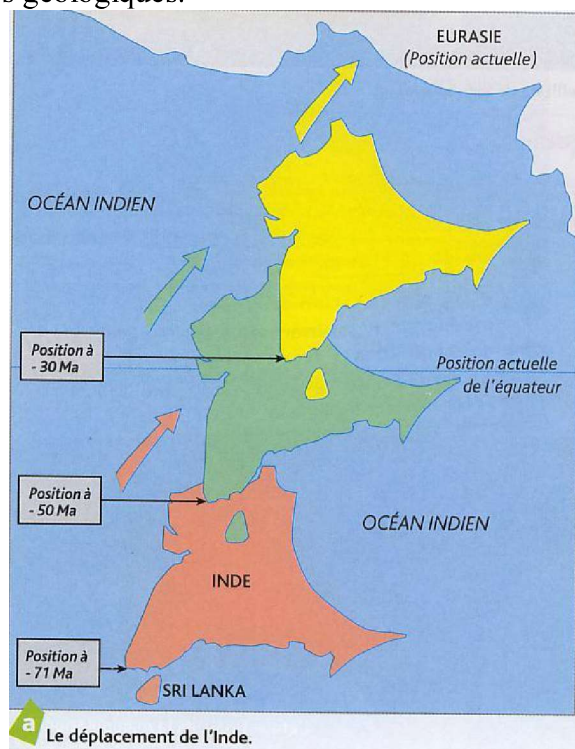 s géologiques.
EURASIE
(Position actuelle)
OCÉAN INDIEN
Position à
- 30 Ma
Position actuelle
de l'équateur
Position à
- 50 Ma
OCÉAN INDIEN
INDE
Position à
- 71 Ma
SRI LANKA
a
Le déplacement de l'Inde.